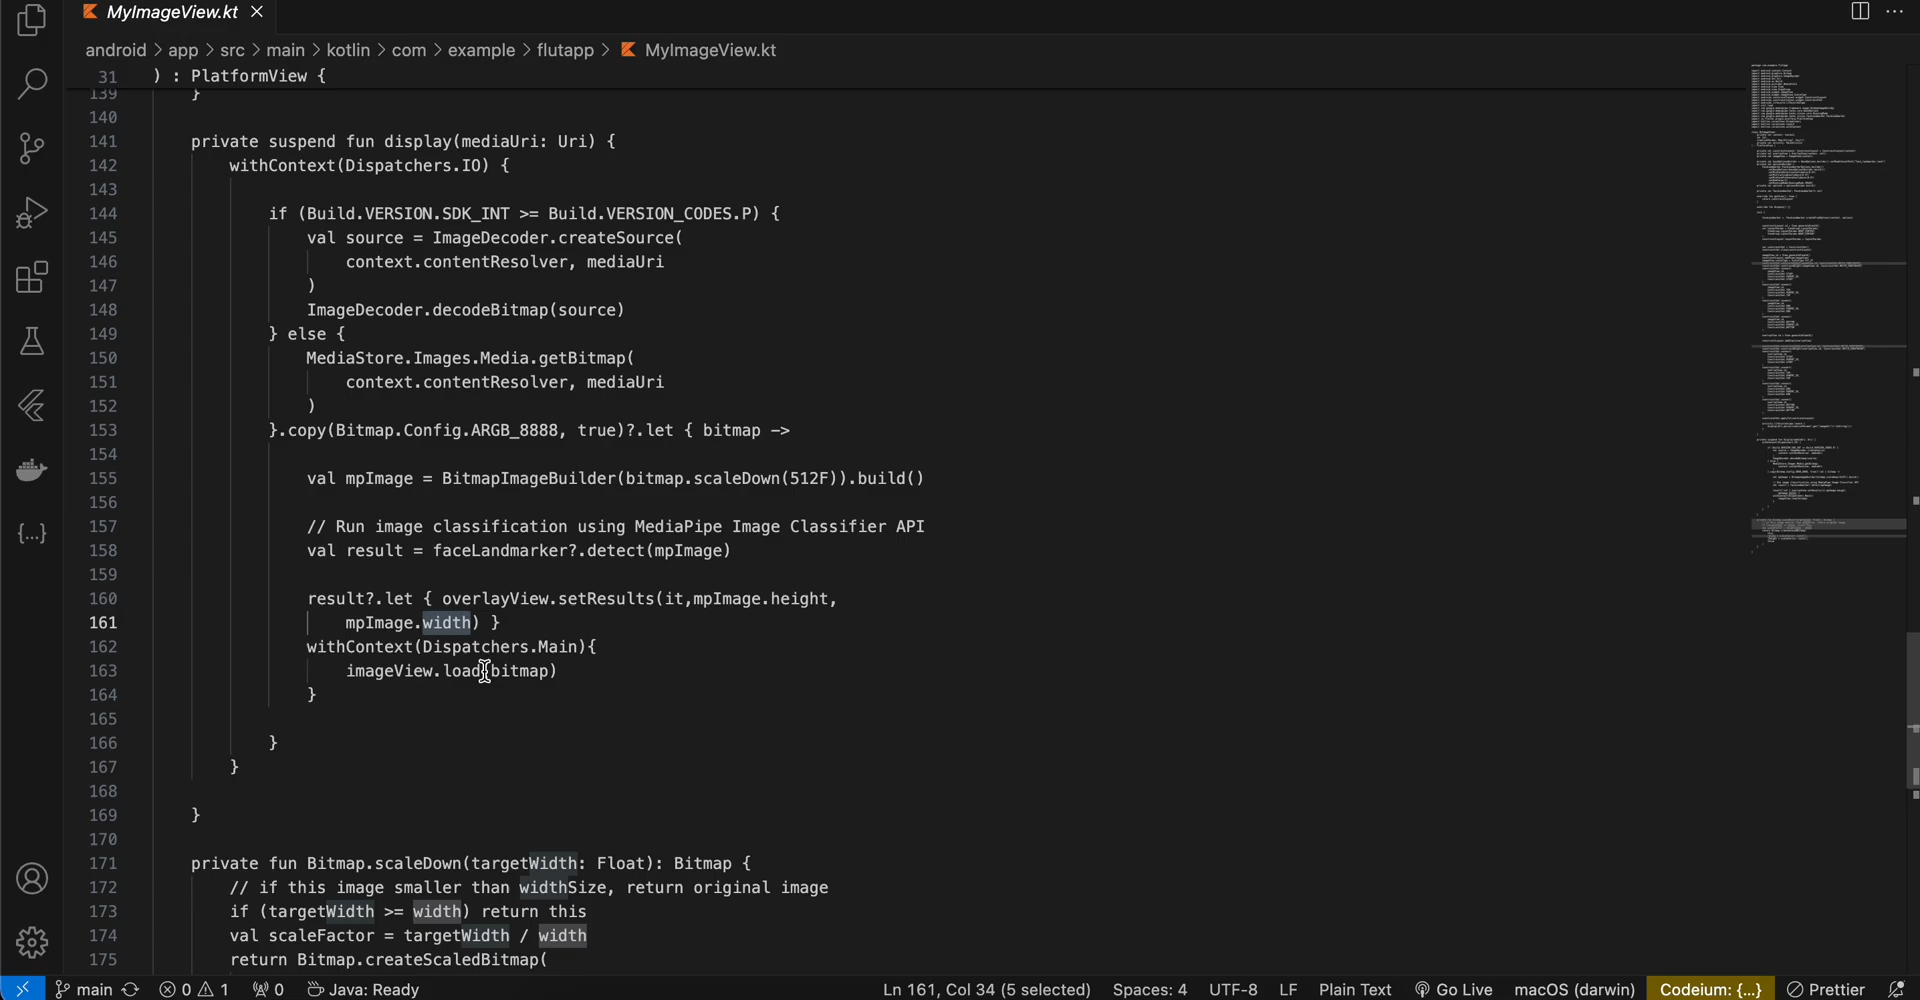 MyImageView.kt
android > app > src > main > kotlin > com > example > flutapp > MyImageView.kt
31 ) : PlatformView {
139 }
140
141 private suspend fun display(mediaUri: Uri) {
142 withContext(Dispatchers.IO) {
143
144 if (Build.VERSION.SDK_INT >= Build.VERSION_CODES.P) {
145 val source = ImageDecoder.createSource(
146 context.contentResolver, mediaUri
147 )
148 ImageDecoder.decodeBitmap(source)
149 } else {
150 MediaStore.Images.Media.getBitmap(
151 context.contentResolver, mediaUri
152 )
153 }.copy(Bitmap.Config.ARGB_8888, true)?.let { bitmap ->
154
155 val mpImage = BitmapImageBuilder(bitmap.scaleDown(512F)).build()
156
157 // Run image classification using MediaPipe Image Classifier API
158 val result = faceLandmarker?.detect(mpImage)
159
160 result?.let { overlayView.setResults(it,mpImage.height,
161 mpImage.width) }
162 withContext(Dispatchers.Main){
163 imageView.load(bitmap)
164 }
165
166 }
167 }
168
169 }
170
171 private fun Bitmap.scaleDown(targetWidth: Float): Bitmap {
172 // if this image smaller than widthSize, return original image
173 if (targetWidth >= width) return this
174 val scaleFactor = targetWidth / width
175 return Bitmap.createScaledBitmap(
main 0 1 0 Java: Ready Ln 161, Col 34 (5 selected) Spaces: 4 UTF-8 LF Plain Text Go Live macOS (darwin) Codeium: {...} Prettier